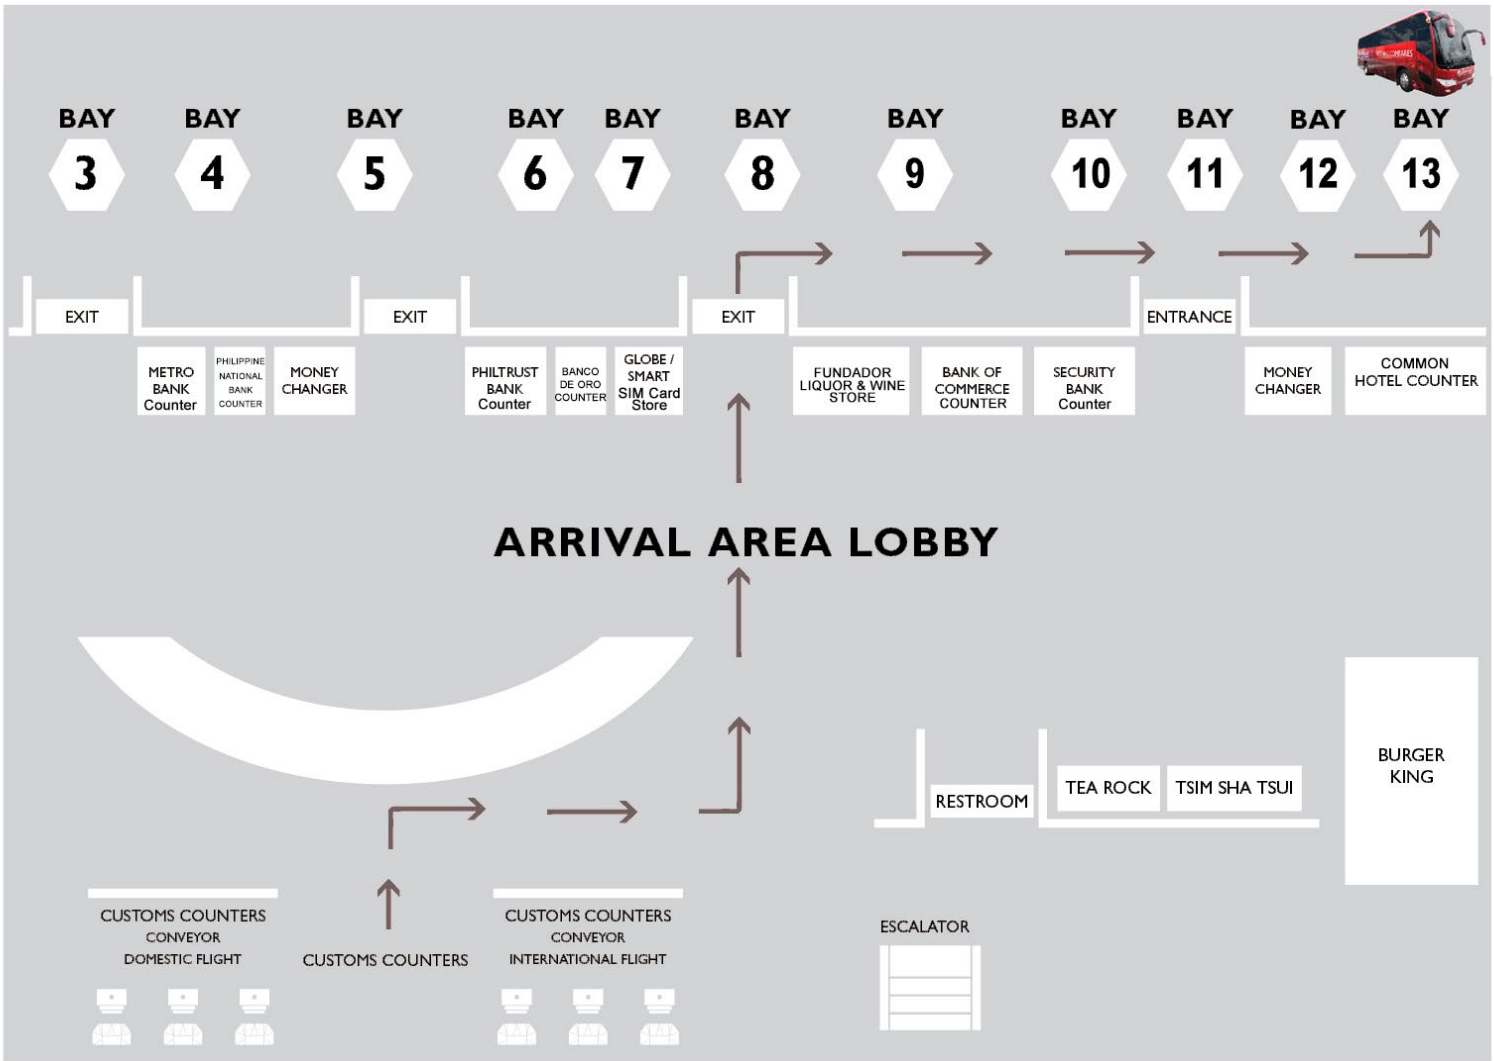 BAY BAY BAY BAY BAY BAY BAY BAY BAY BAY BAY
3 4 5 6 7 8 9 10 11 12 13
EXIT
EXIT
EXIT
ENTRANCE
METRO
BANK
Counter
PHILIPPINE
NATIONAL
BANK
COUNTER
MONEY
CHANGER
PHILTRUST
BANK
Counter
BANCO
DE ORO
COUNTER
GLOBE /
SMART
SIM Card
Store
FUNDADOR
LIQUOR & WINE
STORE
BANK OF
COMMERCE
COUNTER
SECURITY
BANK
Counter
MONEY
CHANGER
COMMON
HOTEL COUNTER
ARRIVAL AREA LOBBY
BURGER
KING
RESTROOM
TEA ROCK
TSIM SHA TSUI
CUSTOMS COUNTERS
CONVEYOR
DOMESTIC FLIGHT
CUSTOMS COUNTERS
CUSTOMS COUNTERS
CONVEYOR
INTERNATIONAL FLIGHT
ESCALATOR